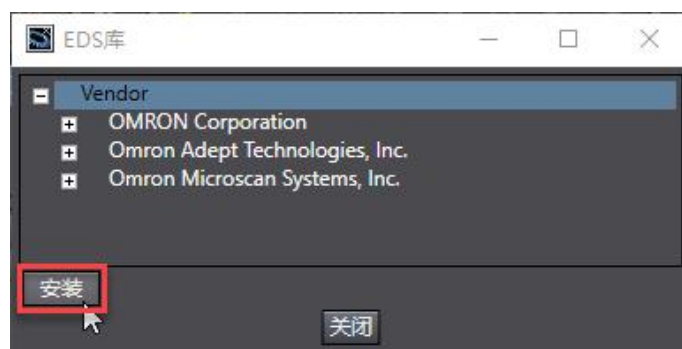 EDS库
Vendor
OMRON Corporation
Omron Adept Technologies, Inc.
Omron Microscan Systems, Inc.
安装
关闭